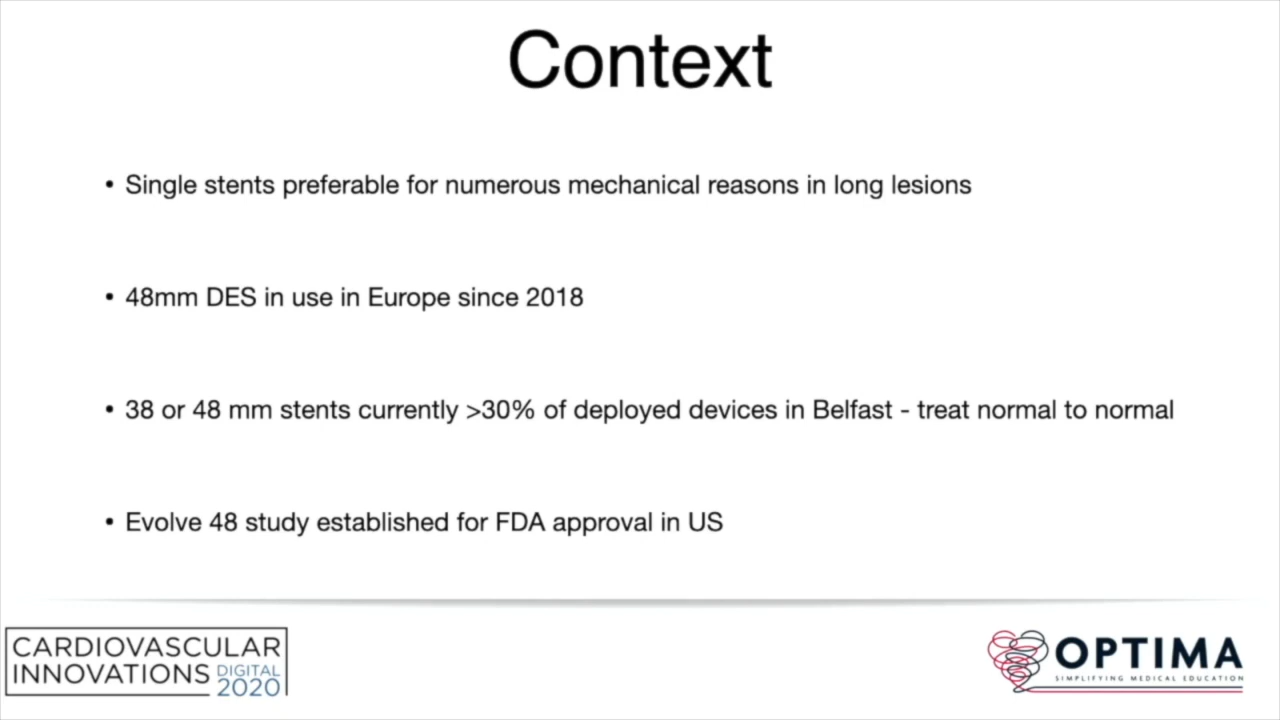 Context
• Single stents preferable for numerous mechanical reasons in long lesions
• 48mm DES in use in Europe since 2018
• 38 or 48 mm stents currently >30% of deployed devices in Belfast - treat normal to normal
• Evolve 48 study established for FDA approval in US
CARDIOVASCULAR
INNOVATIONS DIGITAL
2020
OPTIMA
SIMPLIFYING MEDICAL EDUCATION